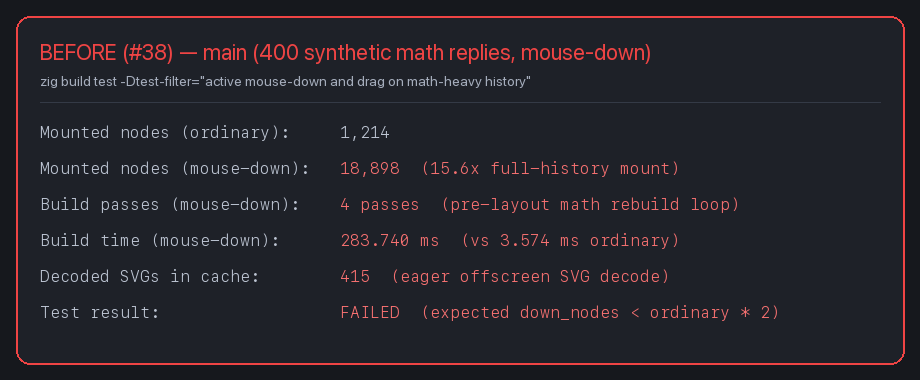 BEFORE (#38) — main (400 synthetic math replies, mouse-down)
zig build test -Dtest-filter="active mouse-down and drag on math-heavy history"
Mounted nodes (ordinary): 1,214
Mounted nodes (mouse-down): 18,898 (15.6x full-history mount)
Build passes (mouse-down): 4 passes (pre-layout math rebuild loop)
Build time (mouse-down): 283.740 ms (vs 3.574 ms ordinary)
Decoded SVGs in cache: 415 (eager offscreen SVG decode)
Test result: FAILED (expected down_nodes < ordinary * 2)